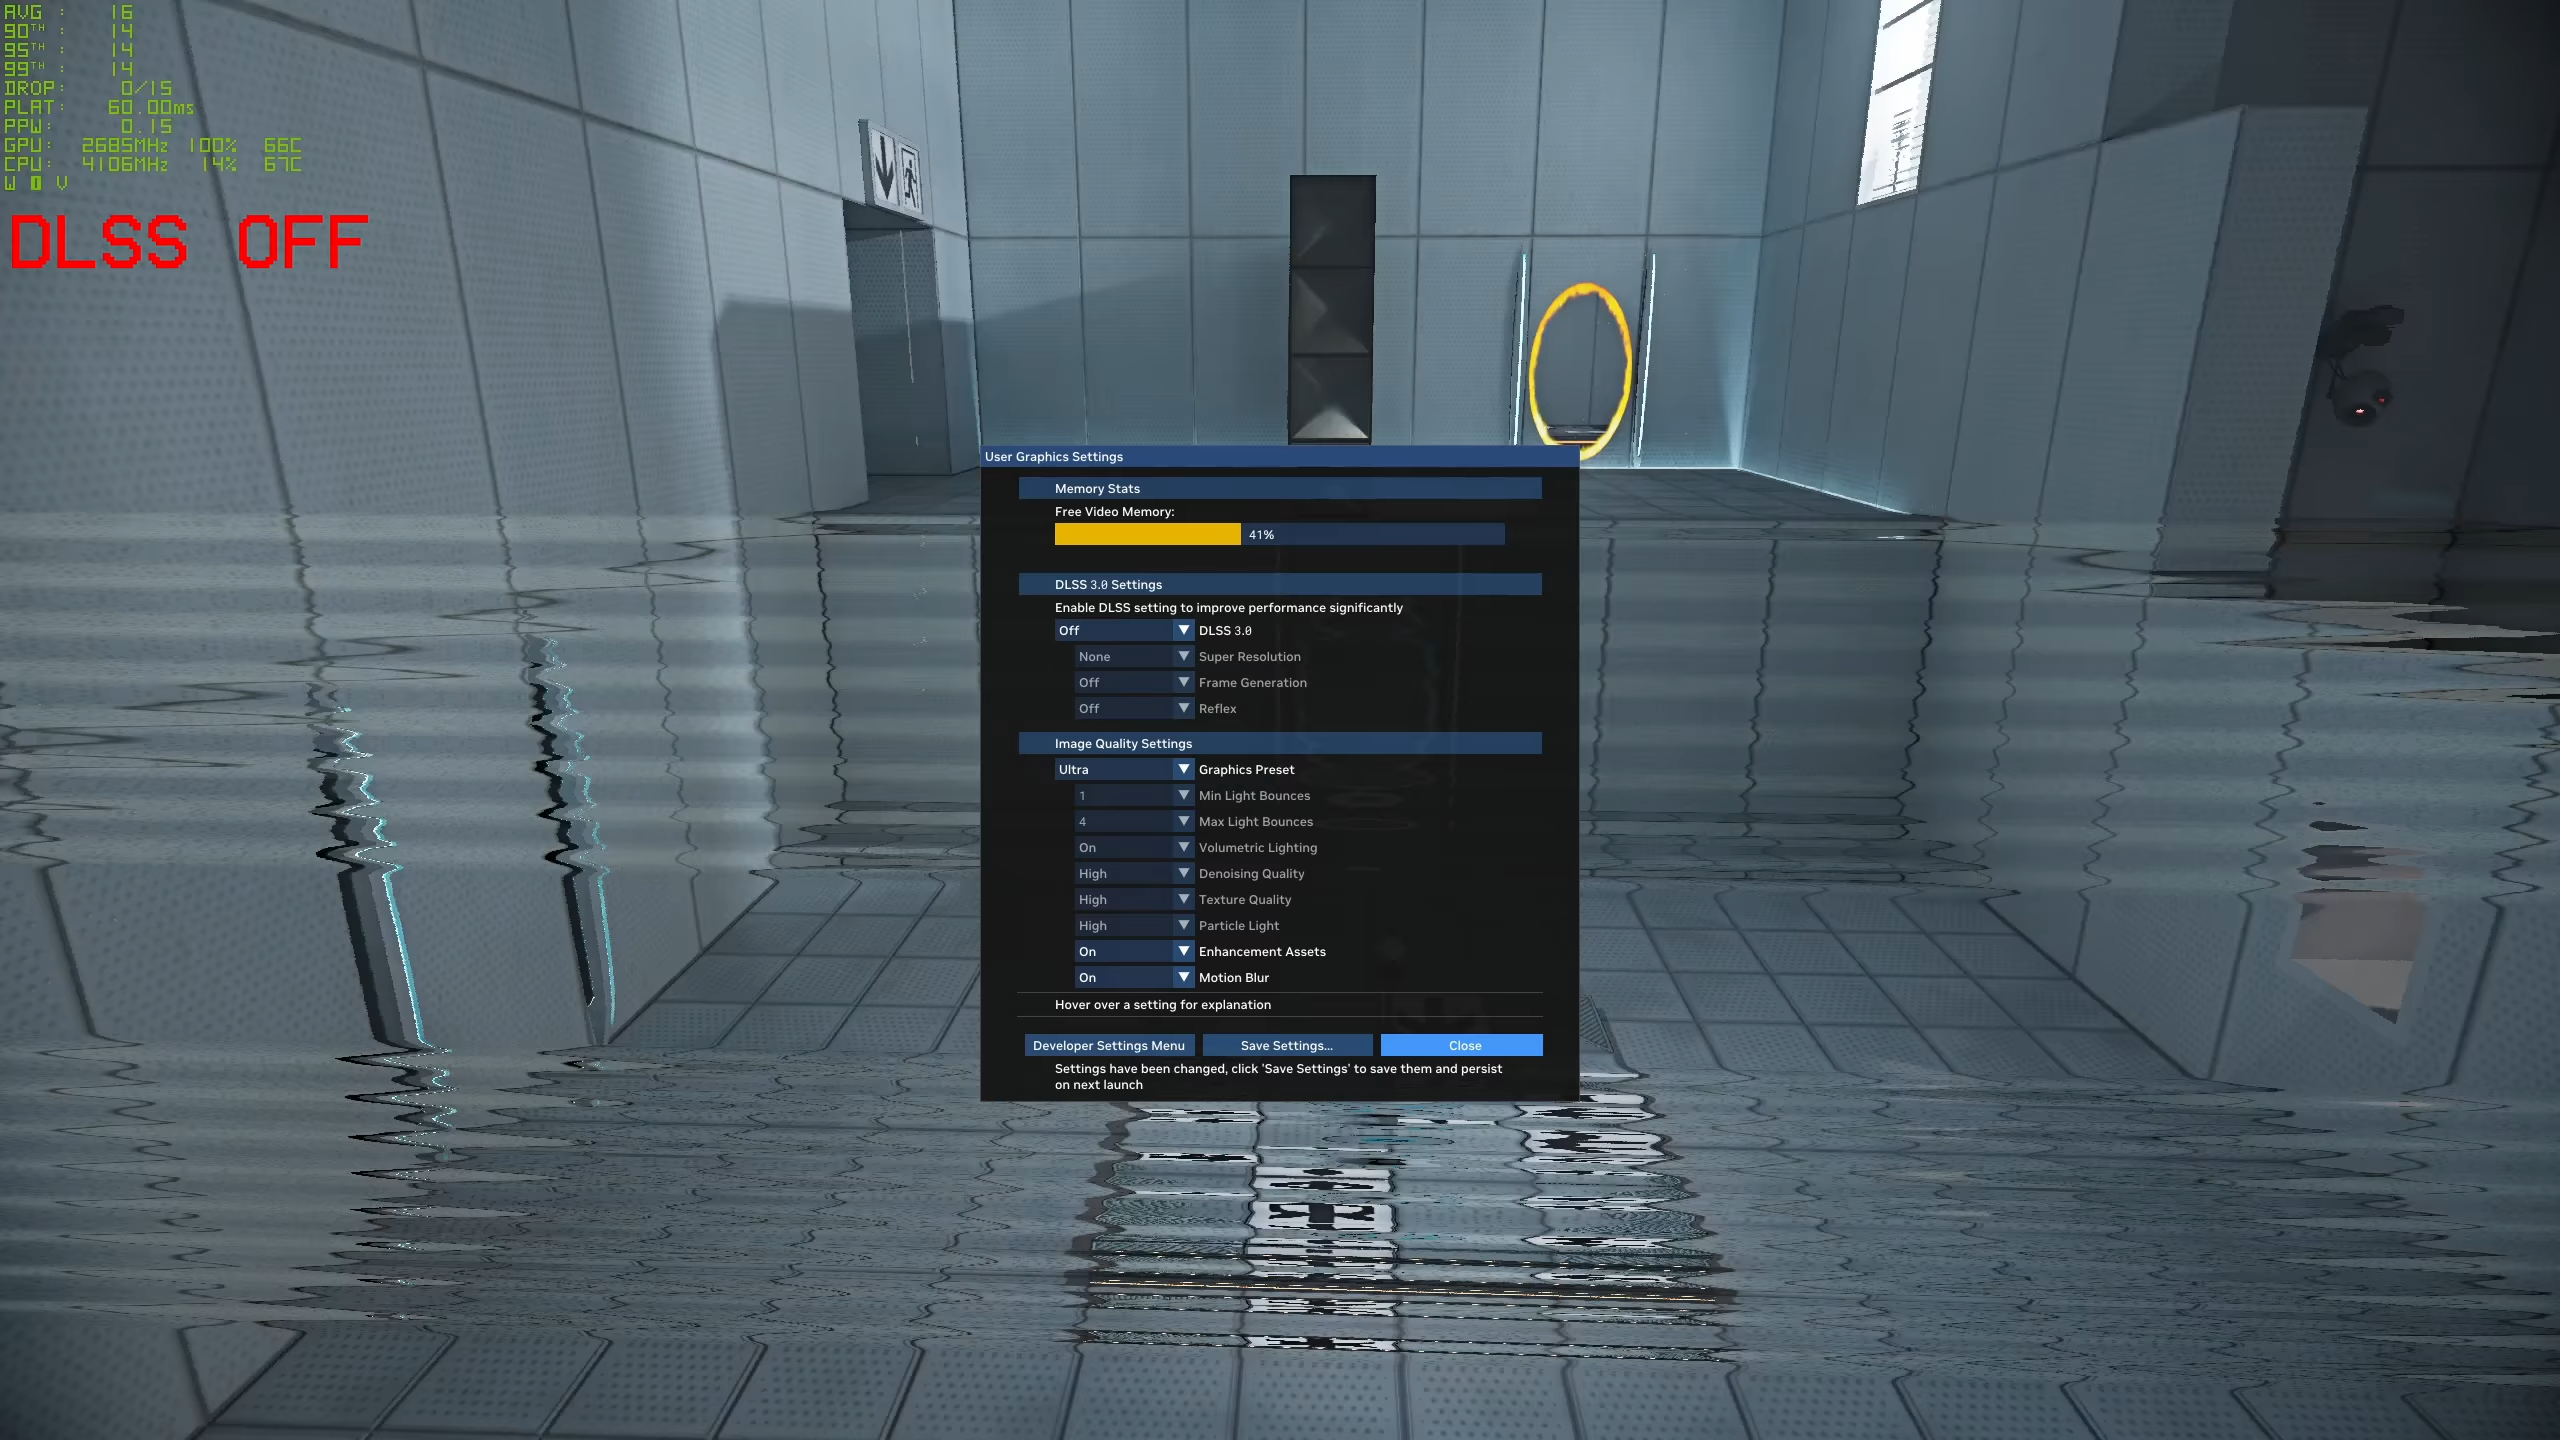 AVG : 16
90TH : 14
95TH : 14
99TH : 14
DROP: 0/15
PLAT: 60.00ms
PPW: 0.15
GPU: 2685MHz 100% 66C
CPU: 4106MHz 14% 67C
W I V
DLSS OFF
User Graphics Settings
Memory Stats
Free Video Memory:
41%
DLSS 3.0 Settings
Enable DLSS setting to improve performance significantly
Off DLSS 3.0
None Super Resolution
Off Frame Generation
Off Reflex
Image Quality Settings
Ultra Graphics Preset
1 Min Light Bounces
4 Max Light Bounces
On Volumetric Lighting
High Denoising Quality
High Texture Quality
High Particle Light
On Enhancement Assets
On Motion Blur
Hover over a setting for explanation
Developer Settings Menu Save Settings... Close
Settings have been changed, click 'Save Settings' to save them and persist
on next launch